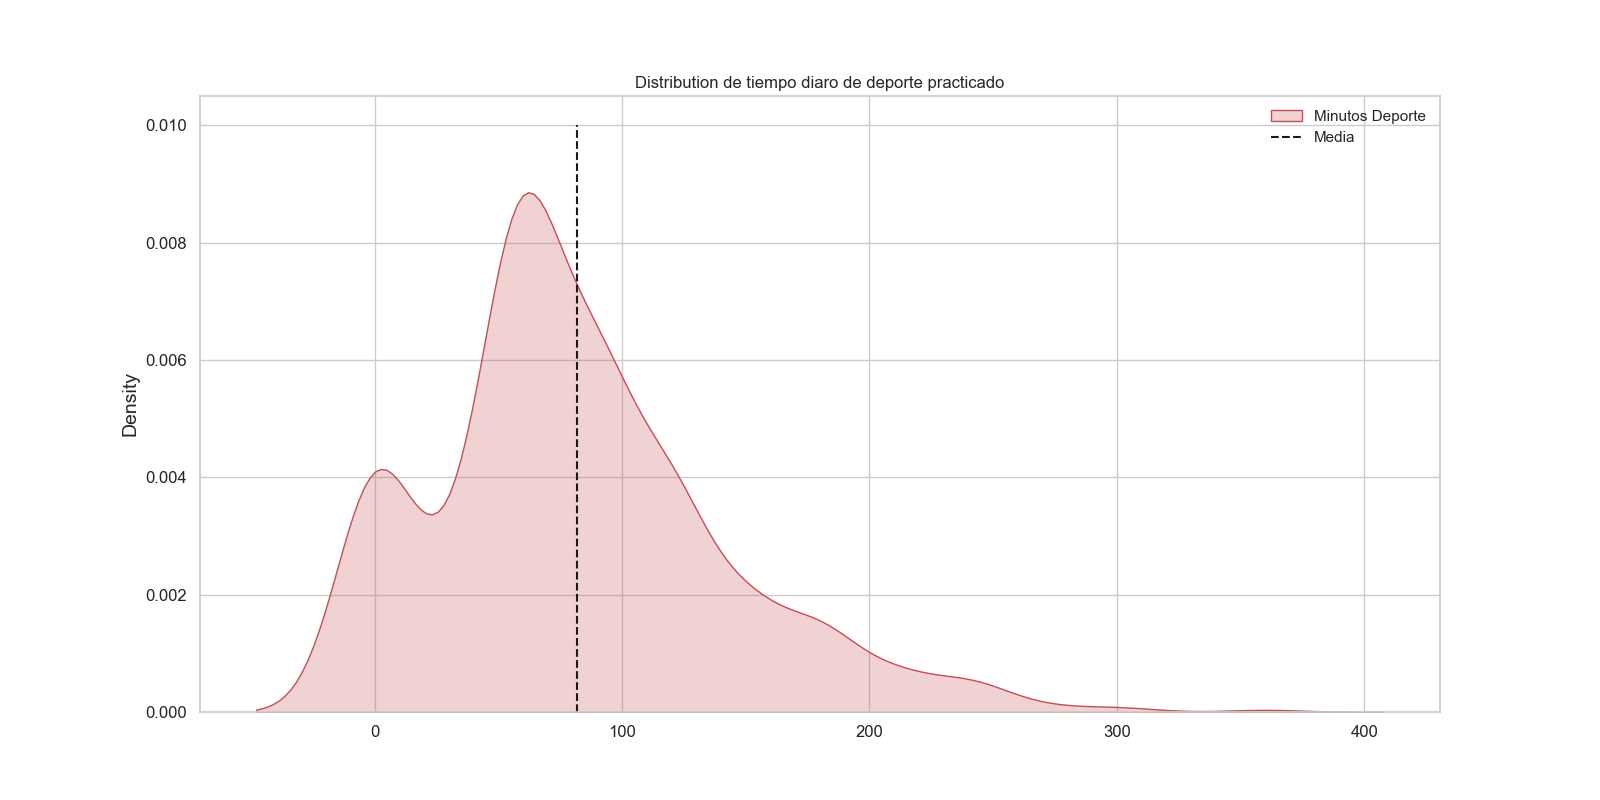 Distribution de tiempo diaro de deporte practicado
Minutos Deporte
Media
Density
0.010
0.008
0.006
0.004
0.002
0.000
0
100
200
300
400